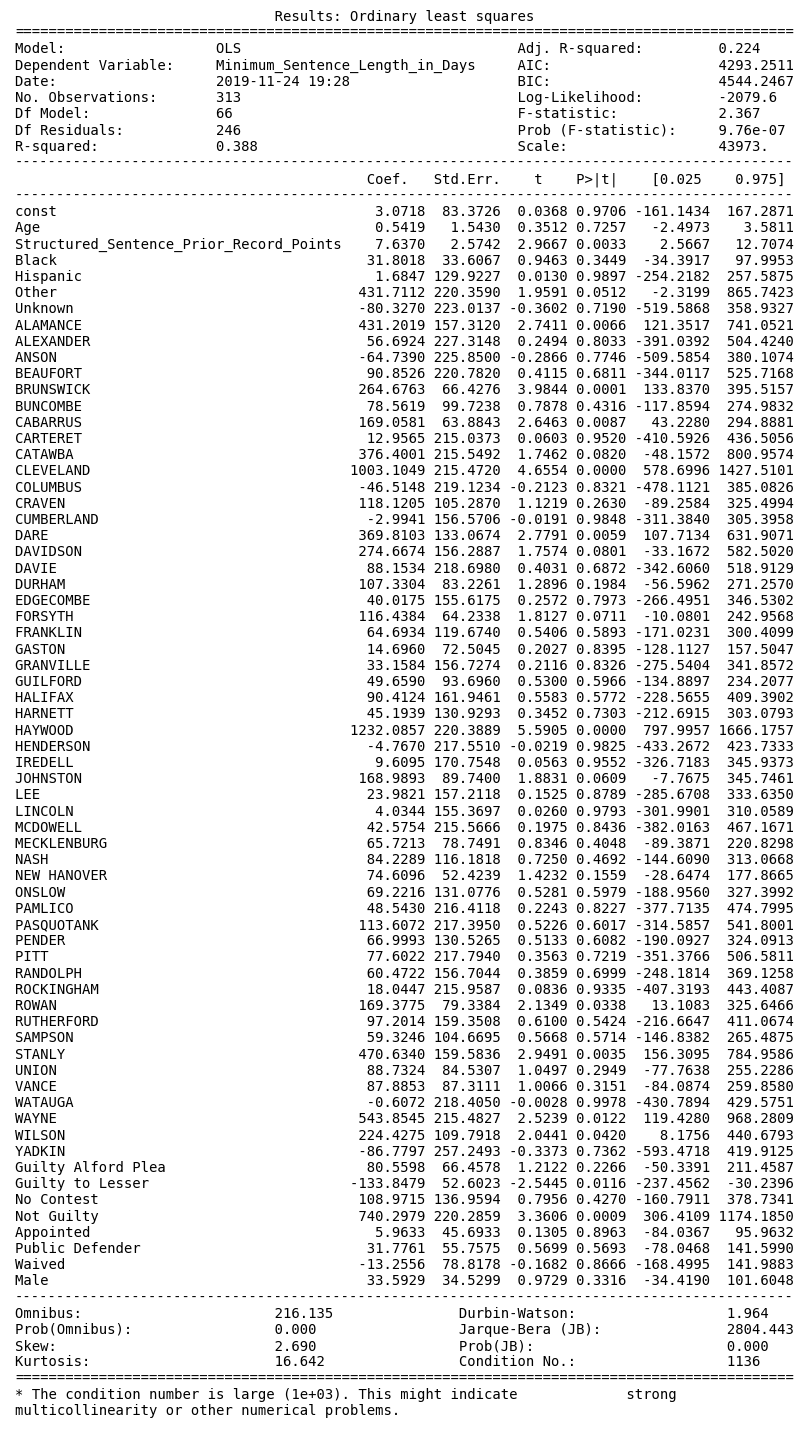 Results: Ordinary least squares
==============================================================================================
Model: OLS Adj. R-squared: 0.224
Dependent Variable: Minimum_Sentence_Length_in_Days AIC: 4293.2511
Date: 2019-11-24 19:28 BIC: 4544.2467
No. Observations: 313 Log-Likelihood: -2079.6
Df Model: 66 F-statistic: 2.367
Df Residuals: 246 Prob (F-statistic): 9.76e-07
R-squared: 0.388 Scale: 43973.
----------------------------------------------------------------------------------------------
Coef. Std.Err. t P>|t| [0.025 0.975]
----------------------------------------------------------------------------------------------
const 3.0718 83.3726 0.0368 0.9706 -161.1434 167.2871
Age 0.5419 1.5430 0.3512 0.7257 -2.4973 3.5811
Structured_Sentence_Prior_Record_Points 7.6370 2.5742 2.9667 0.0033 2.5667 12.7074
Black 31.8018 33.6067 0.9463 0.3449 -34.3917 97.9953
Hispanic 1.6847 129.9227 0.0130 0.9897 -254.2182 257.5875
Other 431.7112 220.3590 1.9591 0.0512 -2.3199 865.7423
Unknown -80.3270 223.0137 -0.3602 0.7190 -519.5868 358.9327
ALAMANCE 431.2019 157.3120 2.7411 0.0066 121.3517 741.0521
ALEXANDER 56.6924 227.3148 0.2494 0.8033 -391.0392 504.4240
ANSON -64.7390 225.8500 -0.2866 0.7746 -509.5854 380.1074
BEAUFORT 90.8526 220.7820 0.4115 0.6811 -344.0117 525.7168
BRUNSWICK 264.6763 66.4276 3.9844 0.0001 133.8370 395.5157
BUNCOMBE 78.5619 99.7238 0.7878 0.4316 -117.8594 274.9832
CABARRUS 169.0581 63.8843 2.6463 0.0087 43.2280 294.8881
CARTERET 12.9565 215.0373 0.0603 0.9520 -410.5926 436.5056
CATAWBA 376.4001 215.5492 1.7462 0.0820 -48.1572 800.9574
CLEVELAND 1003.1049 215.4720 4.6554 0.0000 578.6996 1427.5101
COLUMBUS -46.5148 219.1234 -0.2123 0.8321 -478.1121 385.0826
CRAVEN 118.1205 105.2870 1.1219 0.2630 -89.2584 325.4994
CUMBERLAND -2.9941 156.5706 -0.0191 0.9848 -311.3840 305.3958
DARE 369.8103 133.0674 2.7791 0.0059 107.7134 631.9071
DAVIDSON 274.6674 156.2887 1.7574 0.0801 -33.1672 582.5020
DAVIE 88.1534 218.6980 0.4031 0.6872 -342.6060 518.9129
DURHAM 107.3304 83.2261 1.2896 0.1984 -56.5962 271.2570
EDGECOMBE 40.0175 155.6175 0.2572 0.7973 -266.4951 346.5302
FORSYTH 116.4384 64.2338 1.8127 0.0711 -10.0801 242.9568
FRANKLIN 64.6934 119.6740 0.5406 0.5893 -171.0231 300.4099
GASTON 14.6960 72.5045 0.2027 0.8395 -128.1127 157.5047
GRANVILLE 33.1584 156.7274 0.2116 0.8326 -275.5404 341.8572
GUILFORD 49.6590 93.6960 0.5300 0.5966 -134.8897 234.2077
HALIFAX 90.4124 161.9461 0.5583 0.5772 -228.5655 409.3902
HARNETT 45.1939 130.9293 0.3452 0.7303 -212.6915 303.0793
HAYWOOD 1232.0857 220.3889 5.5905 0.0000 797.9957 1666.1757
HENDERSON -4.7670 217.5510 -0.0219 0.9825 -433.2672 423.7333
IREDELL 9.6095 170.7548 0.0563 0.9552 -326.7183 345.9373
JOHNSTON 168.9893 89.7400 1.8831 0.0609 -7.7675 345.7461
LEE 23.9821 157.2118 0.1525 0.8789 -285.6708 333.6350
LINCOLN 4.0344 155.3697 0.0260 0.9793 -301.9901 310.0589
MCDOWELL 42.5754 215.5666 0.1975 0.8436 -382.0163 467.1671
MECKLENBURG 65.7213 78.7491 0.8346 0.4048 -89.3871 220.8298
NASH 84.2289 116.1818 0.7250 0.4692 -144.6090 313.0668
NEW HANOVER 74.6096 52.4239 1.4232 0.1559 -28.6474 177.8665
ONSLOW 69.2216 131.0776 0.5281 0.5979 -188.9560 327.3992
PAMLICO 48.5430 216.4118 0.2243 0.8227 -377.7135 474.7995
PASQUOTANK 113.6072 217.3950 0.5226 0.6017 -314.5857 541.8001
PENDER 66.9993 130.5265 0.5133 0.6082 -190.0927 324.0913
PITT 77.6022 217.7940 0.3563 0.7219 -351.3766 506.5811
RANDOLPH 60.4722 156.7044 0.3859 0.6999 -248.1814 369.1258
ROCKINGHAM 18.0447 215.9587 0.0836 0.9335 -407.3193 443.4087
ROWAN 169.3775 79.3384 2.1349 0.0338 13.1083 325.6466
RUTHERFORD 97.2014 159.3508 0.6100 0.5424 -216.6647 411.0674
SAMPSON 59.3246 104.6695 0.5668 0.5714 -146.8382 265.4875
STANLY 470.6340 159.5836 2.9491 0.0035 156.3095 784.9586
UNION 88.7324 84.5307 1.0497 0.2949 -77.7638 255.2286
VANCE 87.8853 87.3111 1.0066 0.3151 -84.0874 259.8580
WATAUGA -0.6072 218.4050 -0.0028 0.9978 -430.7894 429.5751
WAYNE 543.8545 215.4827 2.5239 0.0122 119.4280 968.2809
WILSON 224.4275 109.7918 2.0441 0.0420 8.1756 440.6793
YADKIN -86.7797 257.2493 -0.3373 0.7362 -593.4718 419.9125
Guilty Alford Plea 80.5598 66.4578 1.2122 0.2266 -50.3391 211.4587
Guilty to Lesser -133.8479 52.6023 -2.5445 0.0116 -237.4562 -30.2396
No Contest 108.9715 136.9594 0.7956 0.4270 -160.7911 378.7341
Not Guilty 740.2979 220.2859 3.3606 0.0009 306.4109 1174.1850
Appointed 5.9633 45.6933 0.1305 0.8963 -84.0367 95.9632
Public Defender 31.7761 55.7575 0.5699 0.5693 -78.0468 141.5990
Waived -13.2556 78.8178 -0.1682 0.8666 -168.4995 141.9883
Male 33.5929 34.5299 0.9729 0.3316 -34.4190 101.6048
----------------------------------------------------------------------------------------------
Omnibus: 216.135 Durbin-Watson: 1.964
Prob(Omnibus): 0.000 Jarque-Bera (JB): 2804.443
Skew: 2.690 Prob(JB): 0.000
Kurtosis: 16.642 Condition No.: 1136
==============================================================================================
* The condition number is large (1e+03). This might indicate strong
multicollinearity or other numerical problems.